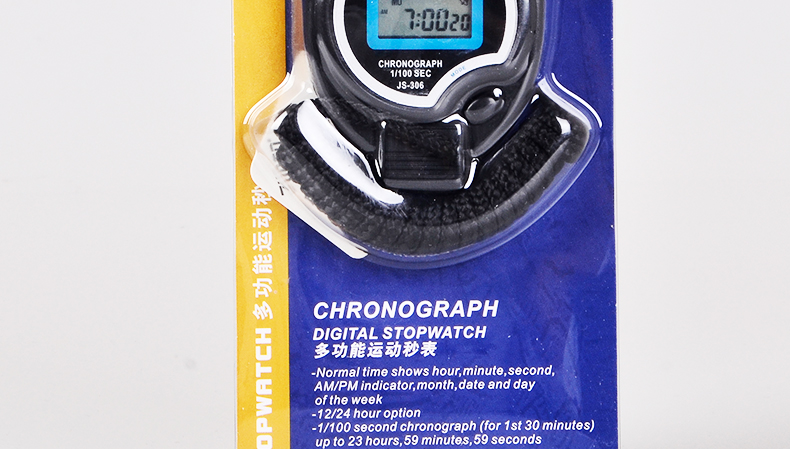 7:00 20
CHRONOGRAPH
1/100 SEC
JS-306
MODE
CHRONOGRAPH
DIGITAL STOPWATCH
多功能运动秒表
-Normal time shows hour,minute,second,
AM/PM indicator,month,date and day
of the week
-12/24 hour option
-1/100 second chronograph (for 1st 30 minutes)
up to 23 hours,59 minutes,59 seconds
OPWATCH 多功能运动秒